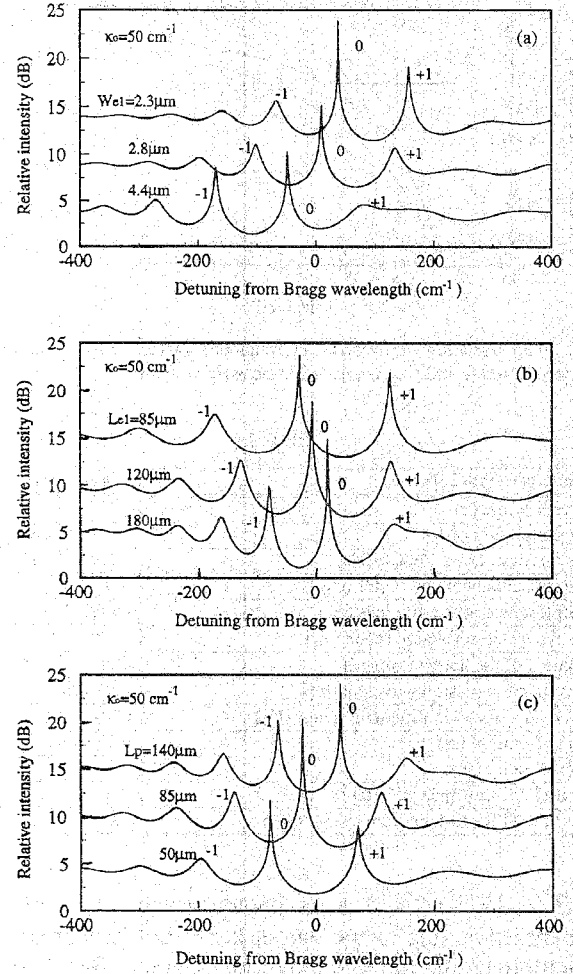 25
20
15
10
5
0
Relative intensity (dB)
κ₀=50 cm⁻¹
(a)
0
+1
We1=2.3μm
-1
2.8μm
-1
0
+1
4.4μm
-1
0
+1
-400 -200 0 200 400
Detuning from Bragg wavelength (cm⁻¹ )
25
20
15
10
5
0
Relative intensity (dB)
κ₀=50 cm⁻¹
(b)
0
Le1=85μm
-1
+1
0
120μm
-1
+1
0
180μm
-1
+1
-400 -200 0 200 400
Detuning from Bragg wavelength (cm⁻¹ )
25
20
15
10
5
0
Relative intensity (dB)
κ₀=50 cm⁻¹
(c)
0
Lp=140μm
-1
0
+1
85μm
-1
+1
0
50μm
-1
+1
-400 -200 0 200 400
Detuning from Bragg wavelength (cm⁻¹ )